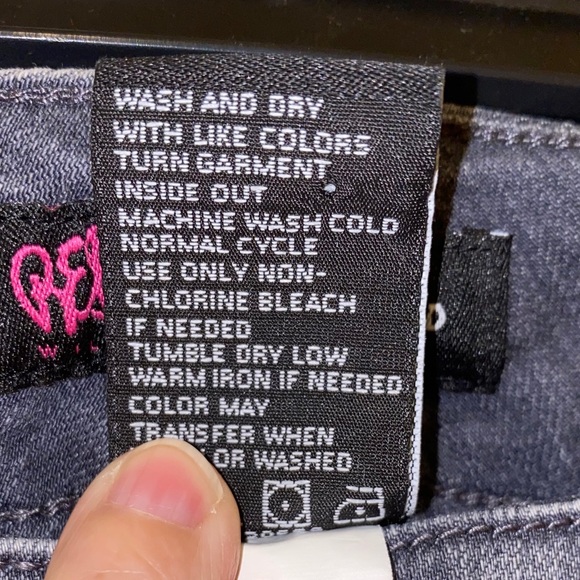 WASH AND DRY
WITH LIKE COLORS
TURN GARMENT
INSIDE OUT
MACHINE WASH COLD
NORMAL CYCLE
USE ONLY NON-
CHLORINE BLEACH
IF NEEDED
TUMBLE DRY LOW
WARM IRON IF NEEDED
COLOR MAY
TRANSFER WHEN
OR WASHED